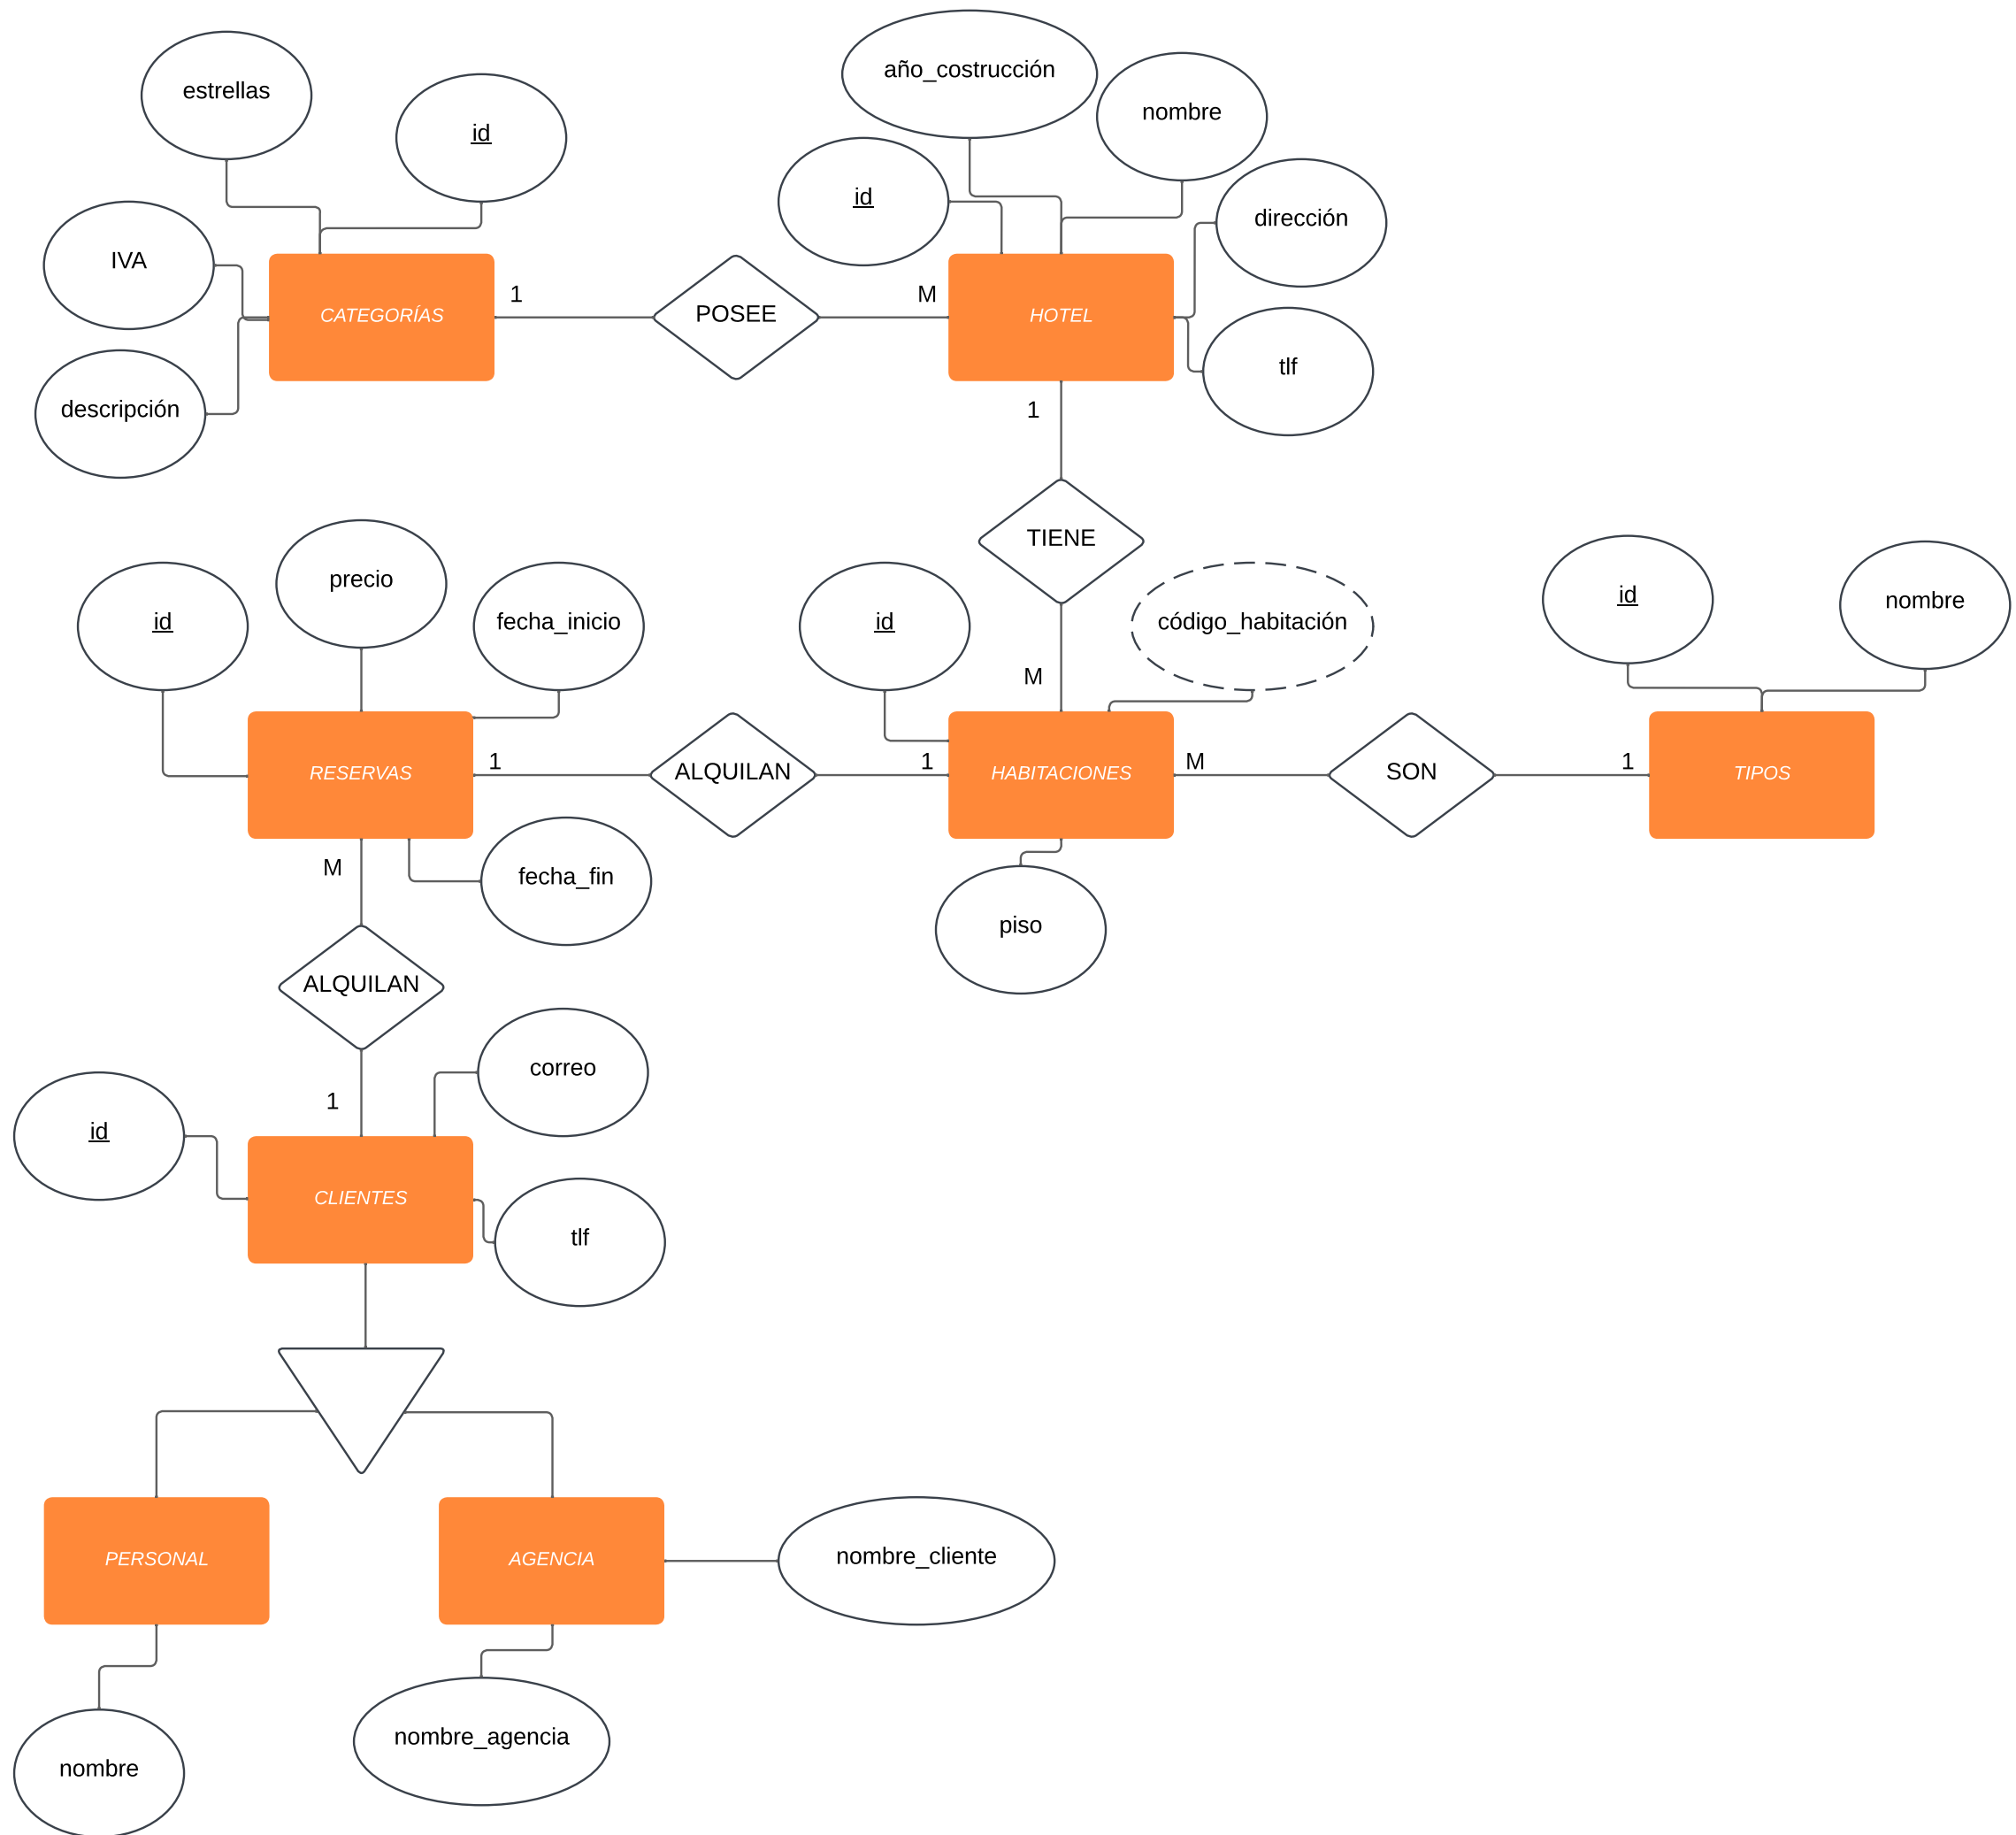 año_costrucción
estrellas
nombre
id
id
dirección
IVA
1
M
CATEGORÍAS
POSEE
HOTEL
tlf
descripción
1
TIENE
precio
id
nombre
id
fecha_inicio
id
código_habitación
M
1
1
M
1
RESERVAS
ALQUILAN
HABITACIONES
SON
TIPOS
M
fecha_fin
piso
ALQUILAN
correo
1
id
CLIENTES
tlf
PERSONAL
AGENCIA
nombre_cliente
nombre_agencia
nombre